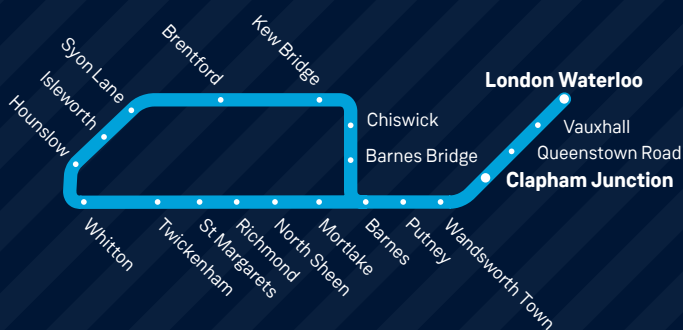 Kew Bridge
Brentford
Syon Lane
Isleworth
Hounslow
London Waterloo
Chiswick
Vauxhall
Barnes Bridge
Queenstown Road
Clapham Junction
Whitton
Twickenham
St Margarets
Richmond
North Sheen
Mortlake
Barnes
Putney
Wandsworth Town